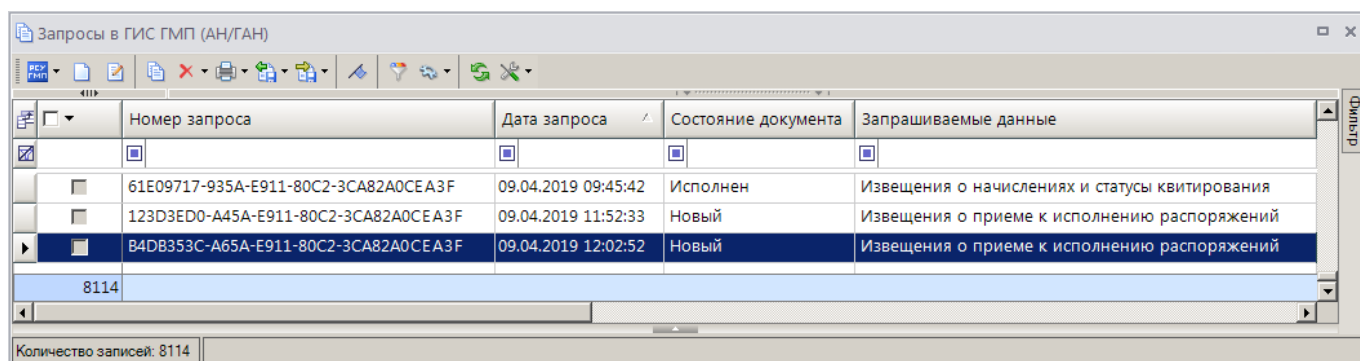 Запросы в ГИС ГМП (АН/ГАН)
РСУ ГМП
Номер запроса Дата запроса Состояние документа Запрашиваемые данные
61E09717-935A-E911-80C2-3CA82A0CEA3F 09.04.2019 09:45:42 Исполнен Извещения о начислениях и статусы квитирования
123D3ED0-A45A-E911-80C2-3CA82A0CEA3F 09.04.2019 11:52:33 Новый Извещения о приеме к исполнению распоряжений
B4DB353C-A65A-E911-80C2-3CA82A0CEA3F 09.04.2019 12:02:52 Новый Извещения о приеме к исполнению распоряжений
8114
Количество записей: 8114
Фильтр